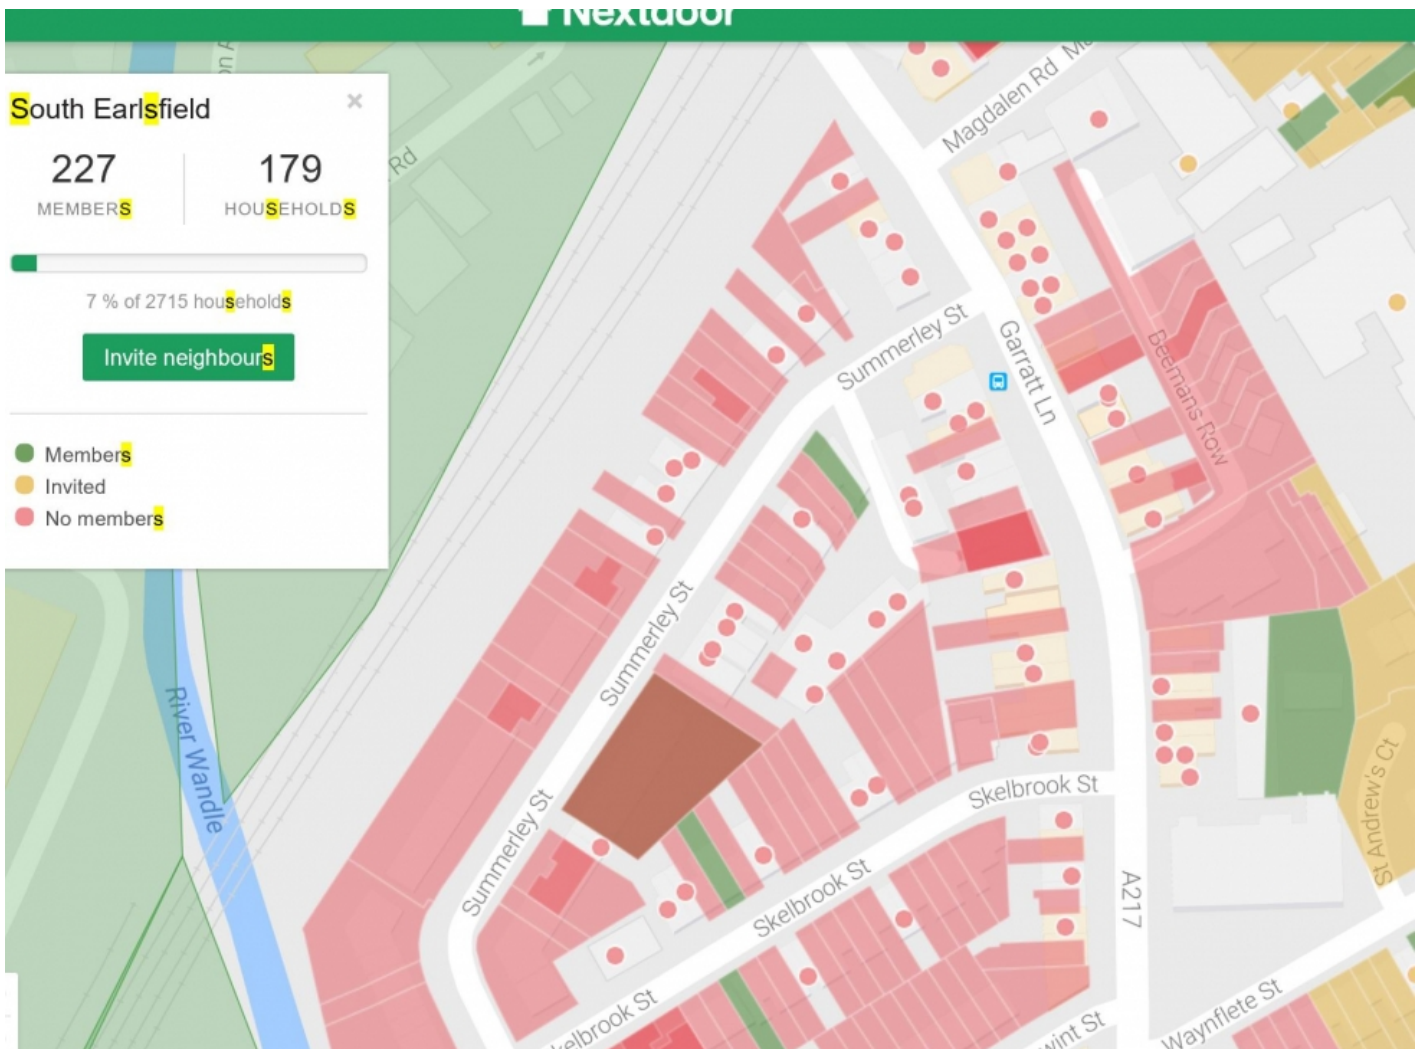 Nextdoor
South Earlsfield
227
179
MEMBERS
HOUSEHOLDS
7 % of 2715 households
Invite neighbours
Members
Invited
No members
Rd
Magdalen Rd
Summerley St
Garratt Ln
Beemans Row
Summerley St
River Wandle
Summerley St
Skelbrook St
Skelbrook St
A217
St Andrew's Ct
Waynflete St